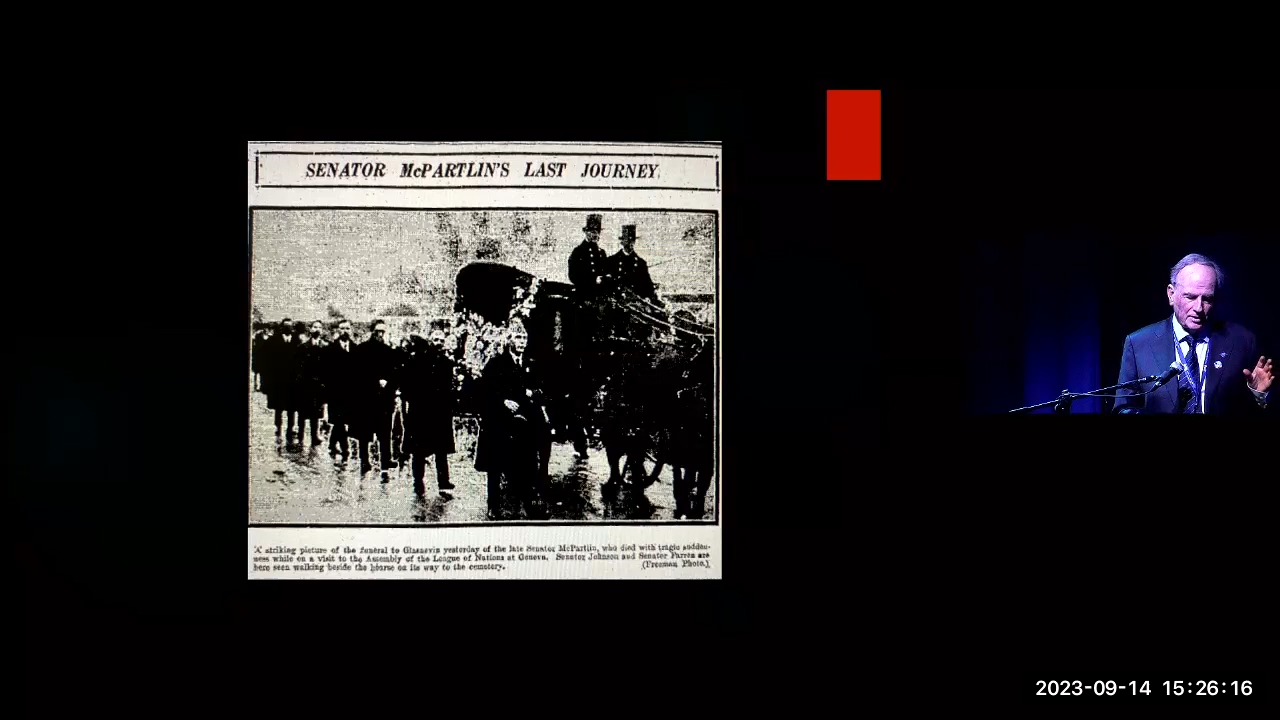 SENATOR McPARTLIN'S LAST JOURNEY
A striking picture of the funeral to Glasnevin yesterday of the late Senator McPartlin, who died with tragic sudden-
ness while on a visit to the Assembly of the League of Nations at Geneva. Senator Johnson and Senator Farren are
here seen walking beside the hearse on its way to the cemetery. (Freeman Photo.)
2023-09-14 15:26:16